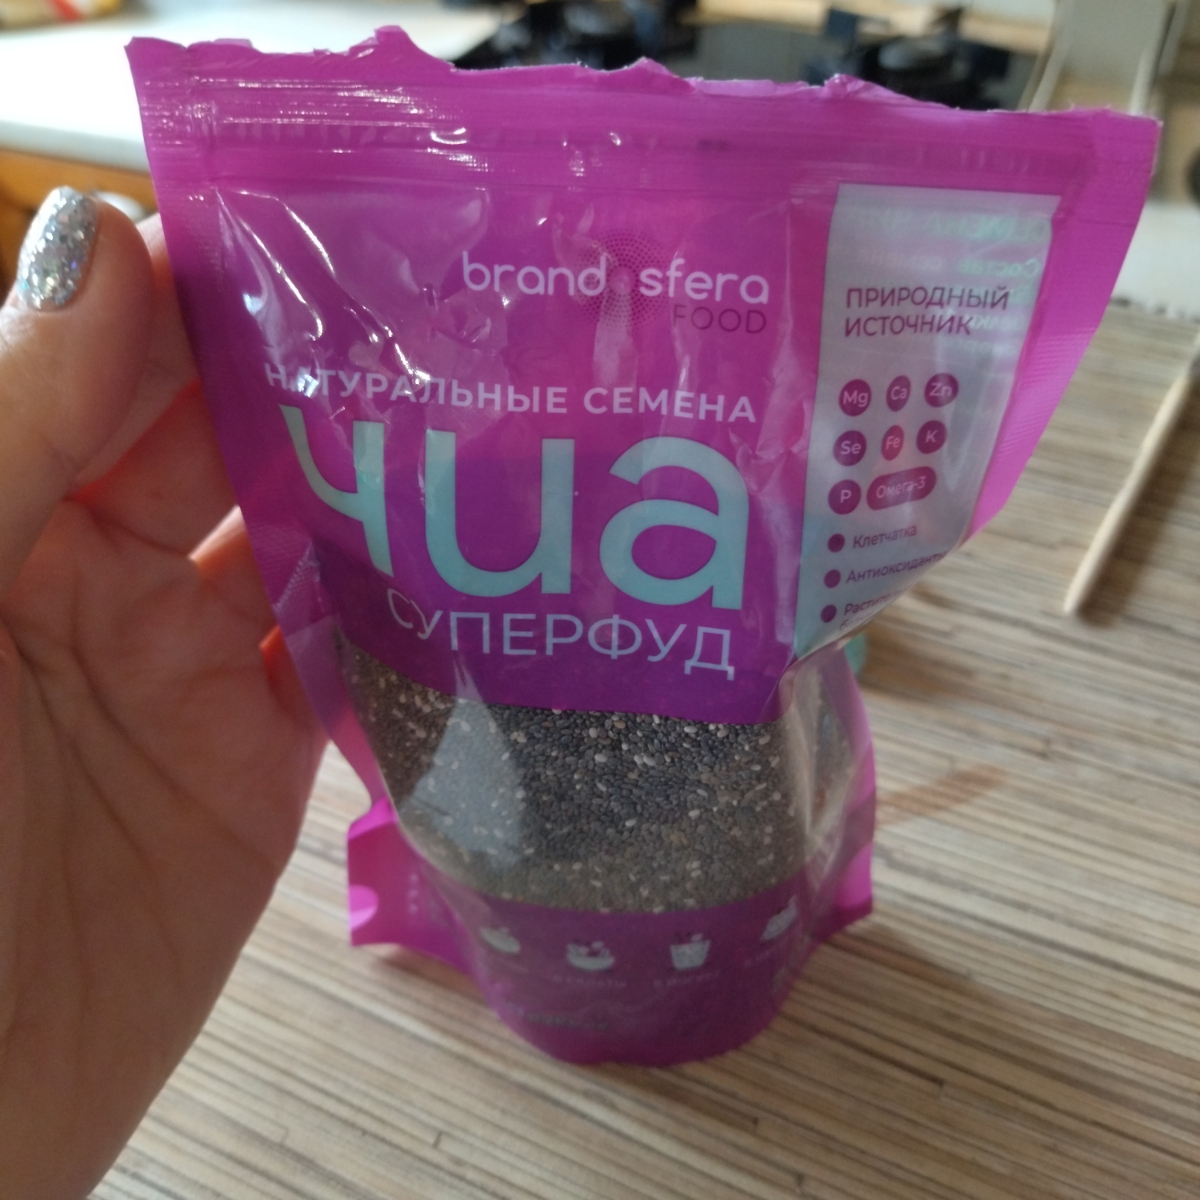 brand sfera
FOOD
НАТУРАЛЬНЫЕ СЕМЕНА
чиа
СУПЕРФУД
ПРИРОДНЫЙ
ИСТОЧНИК
Mg Ca Zn
Se Fe K
P Омега-3
Клетчатка